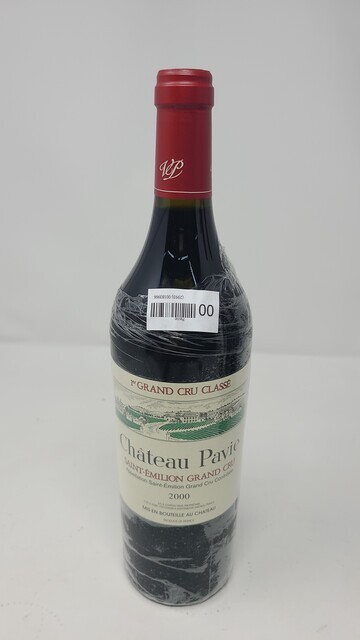 VP
00
1er GRAND CRU CLASSÉ
Château Pavie
SAINT-EMILION GRAND CRU
Appellation Saint-Emilion Grand Cru Contrôlée
2000
MIS EN BOUTEILLE AU CHATEAU